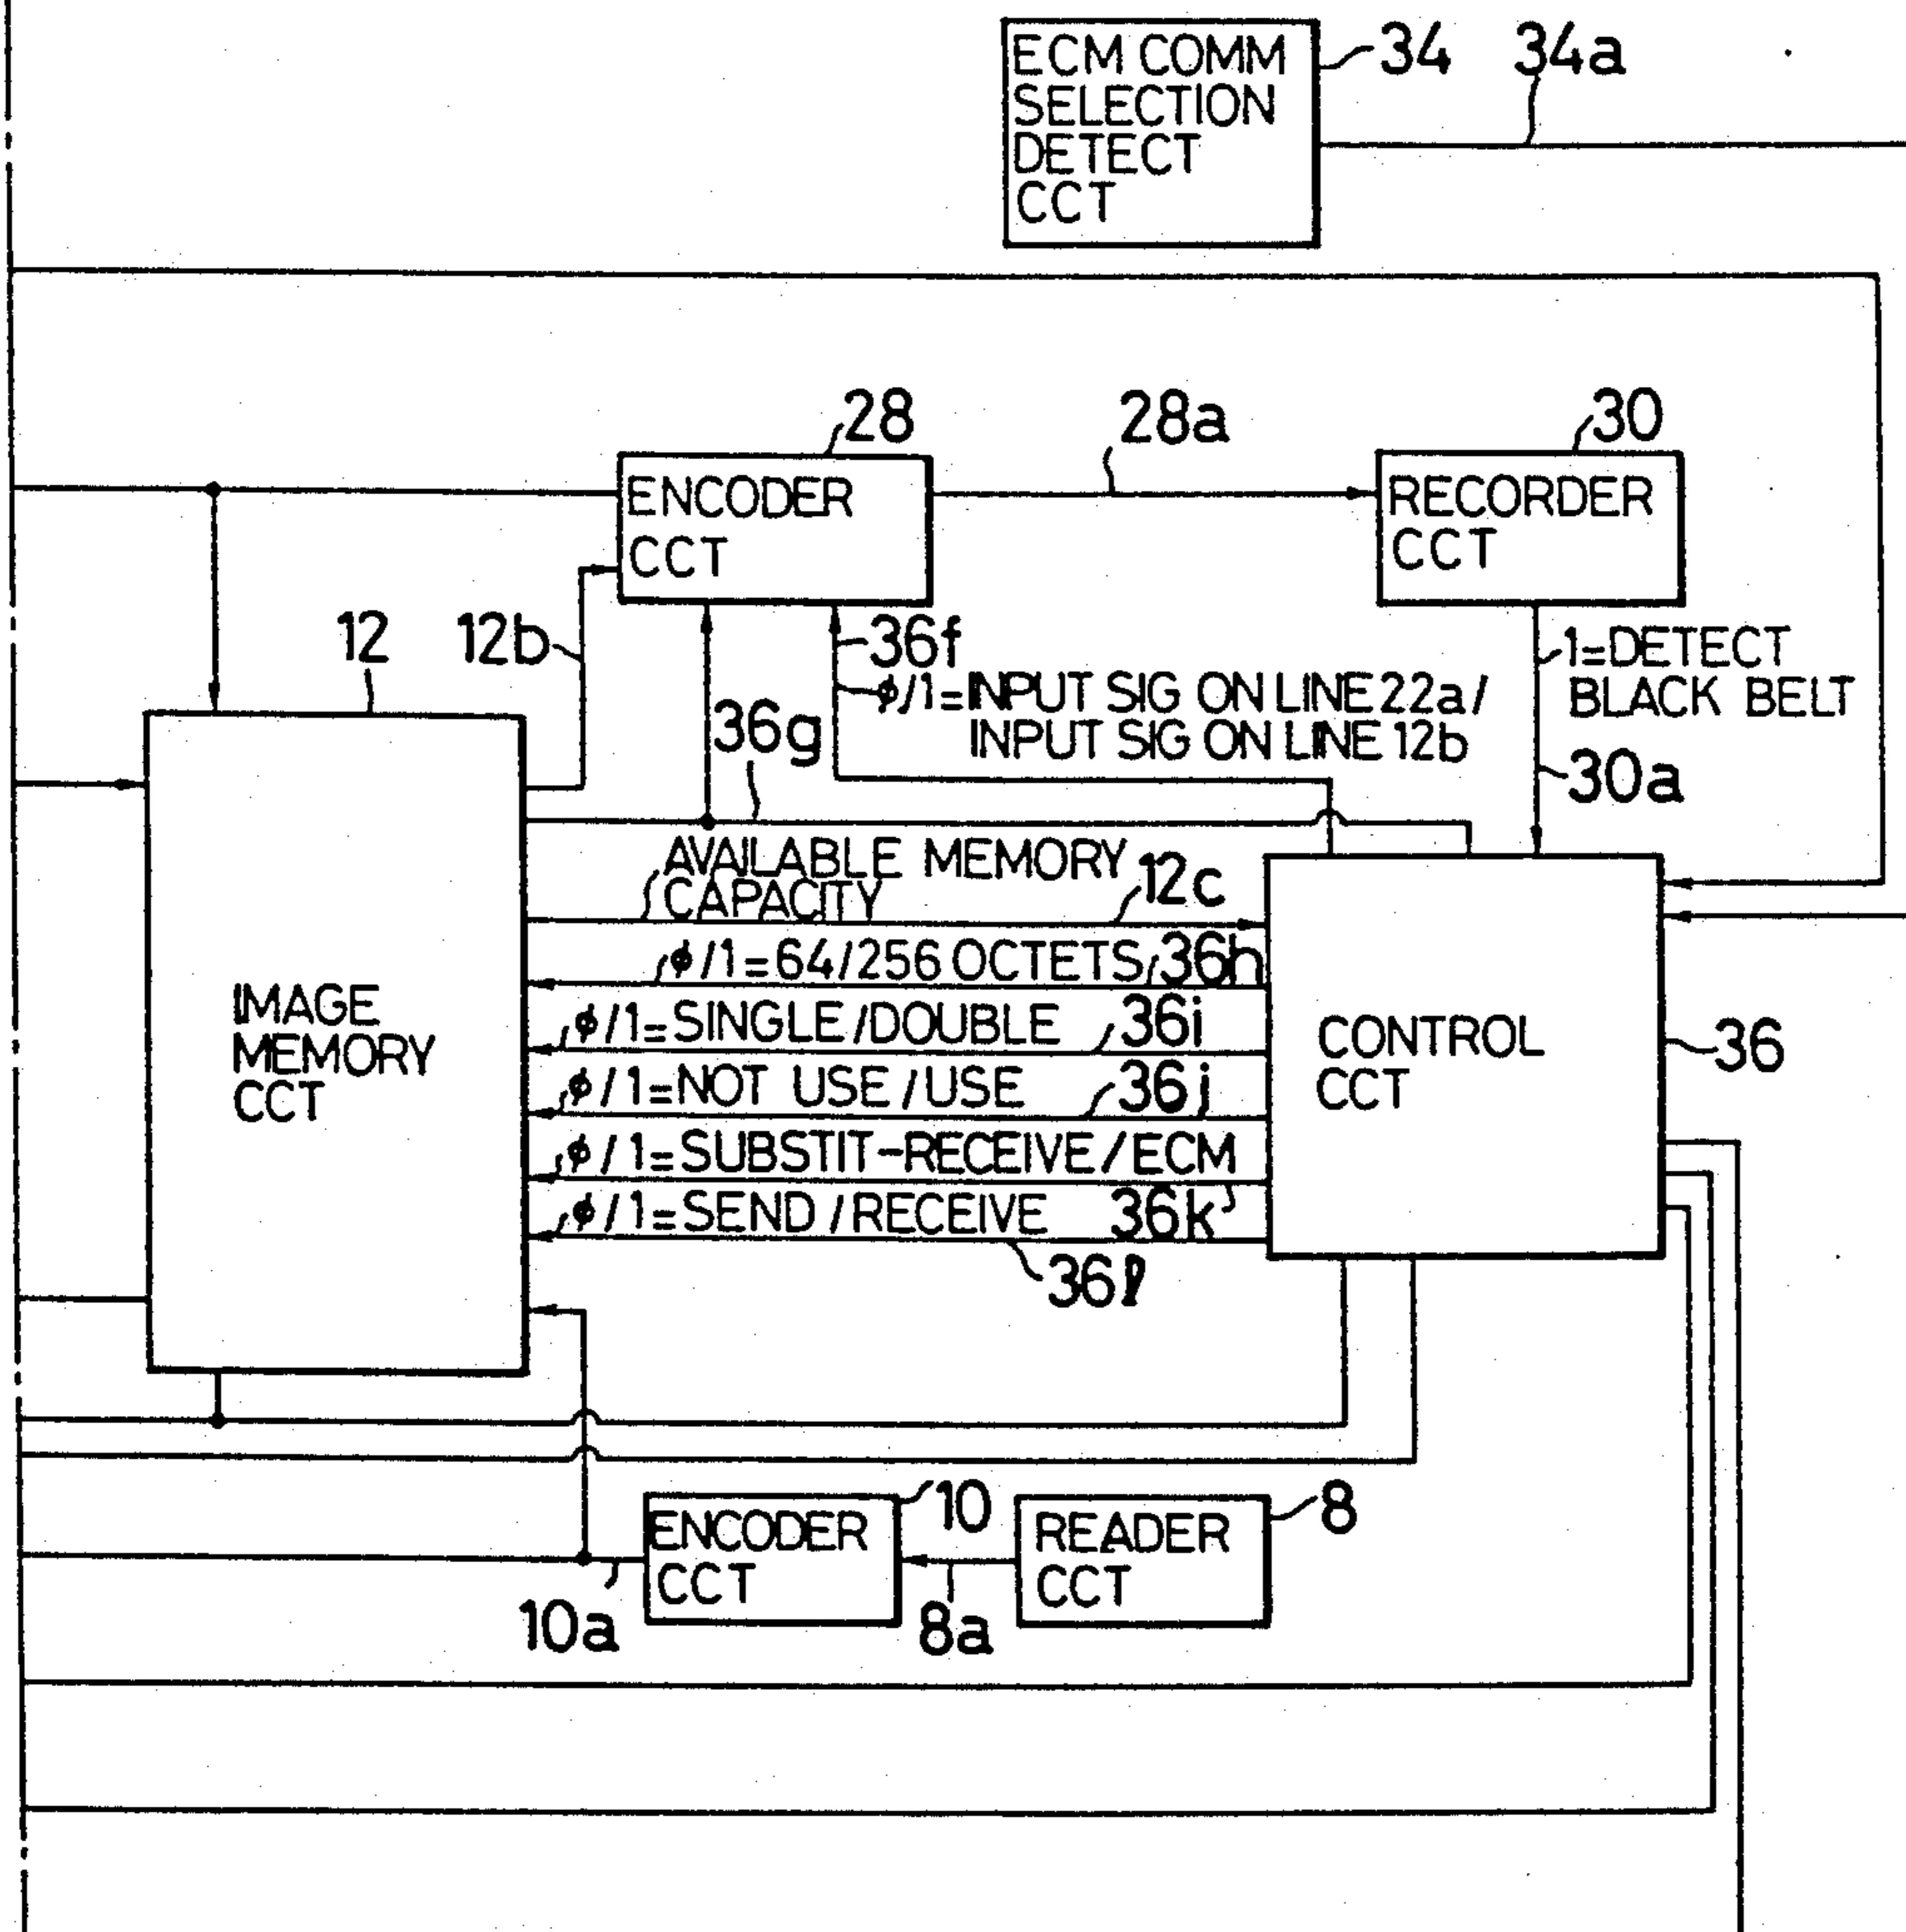 ECM COMM
SELECTION
DETECT
CCT
34
34a
28
28a
30
ENCODER
CCT
RECORDER
CCT
12
12b
36f
ϕ/1=INPUT SIG ON LINE 22a/
INPUT SIG ON LINE 12b
1=DETECT
BLACK BELT
36g
30a
AVAILABLE MEMORY
CAPACITY
12c
ϕ/1=64/256 OCTETS 36h
ϕ/1=SINGLE/DOUBLE 36i
ϕ/1=NOT USE/USE 36j
ϕ/1=SUBSTIT-RECEIVE/ECM
ϕ/1=SEND/RECEIVE 36k
36l
IMAGE
MEMORY
CCT
CONTROL
CCT
36
10
8
ENCODER
CCT
READER
CCT
10a
8a